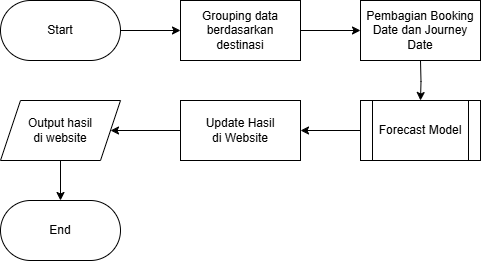 Start
Grouping data
berdasarkan
destinasi
Pembagian Booking
Date dan Journey
Date
Forecast Model
Update Hasil
di Website
Output hasil
di website
End